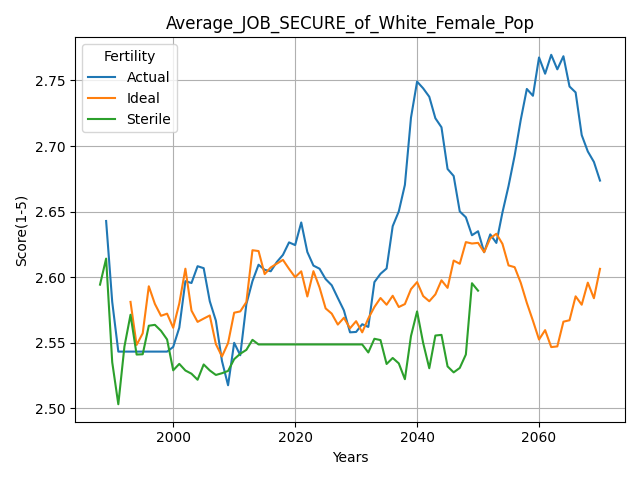 Average_JOB_SECURE_of_White_Female_Pop
Fertility
Actual
Ideal
Sterile
Score(1-5)
2.75
2.70
2.65
2.60
2.55
2.50
2000
2020
2040
2060
Years